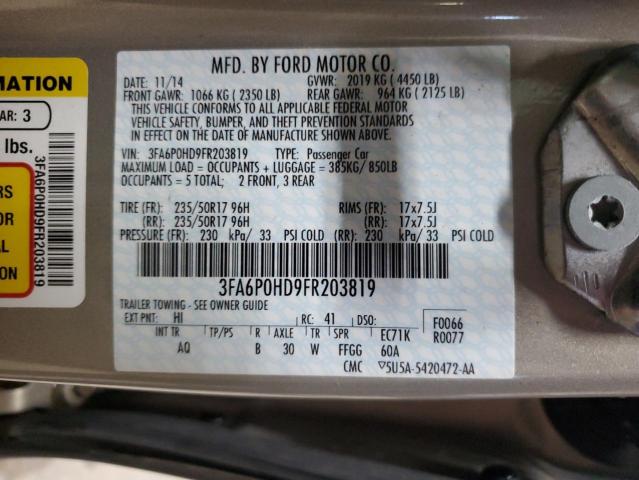 MFD. BY FORD MOTOR CO.
DATE: 11/14 GVWR: 2019 KG ( 4450 LB)
FRONT GAWR: 1066 KG ( 2350 LB) REAR GAWR: 964 KG ( 2125 LB)
THIS VEHICLE CONFORMS TO ALL APPLICABLE FEDERAL MOTOR
VEHICLE SAFETY, BUMPER, AND THEFT PREVENTION STANDARDS
IN EFFECT ON THE DATE OF MANUFACTURE SHOWN ABOVE.
VIN: 3FA6P0HD9FR203819 TYPE: Passenger Car
MAXIMUM LOAD = OCCUPANTS + LUGGAGE = 385KG/ 850LB
OCCUPANTS = 5 TOTAL; 2 FRONT, 3 REAR
TIRE (FR): 235/50R17 96H RIMS (FR): 17x7.5J
(RR): 235/50R17 96H (RR): 17x7.5J
PRESSURE (FR): 230 kPa/ 33 PSI COLD (RR): 230 kPa/ 33 PSI COLD
3FA6P0HD9FR203819
TRAILER TOWING - SEE OWNER GUIDE
EXT PNT: HI RC: 41 DSO: F0066
INT TR TP/PS R AXLE TR SPR EC71K R0077
AQ B 30 W FFGG 60A
CMC ▽5U5A-5420472-AA
MATION
AR: 3
lbs.
RS
OR
AL
ION
3FA6P0HD9FR203819